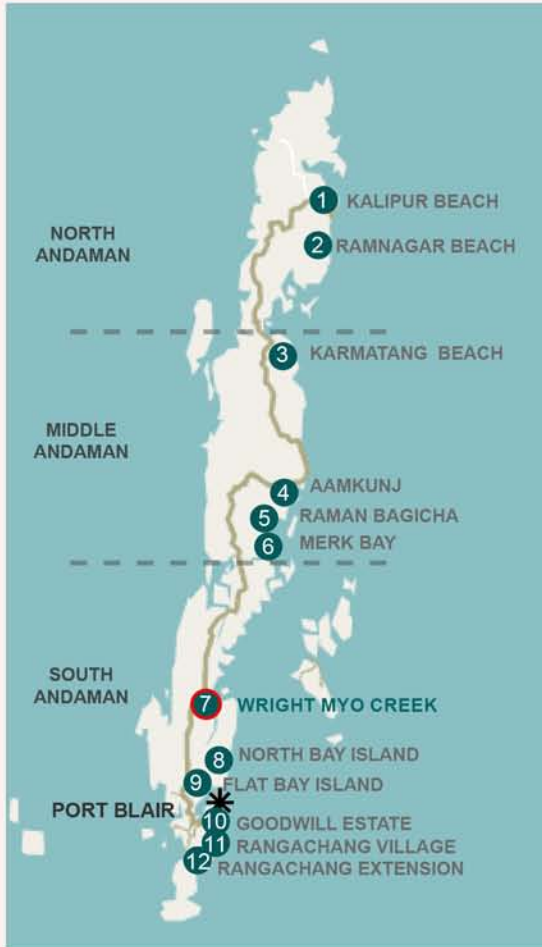 1 KALIPUR BEACH
NORTH
ANDAMAN
2 RAMNAGAR BEACH
3 KARMATANG BEACH
MIDDLE
ANDAMAN
4 AAMKUNJ
5 RAMAN BAGICHA
6 MERK BAY
SOUTH
ANDAMAN
7 WRIGHT MYO CREEK
8 NORTH BAY ISLAND
9 FLAT BAY ISLAND
PORT BLAIR
10 GOODWILL ESTATE
11 RANGACHANG VILLAGE
12 RANGACHANG EXTENSION